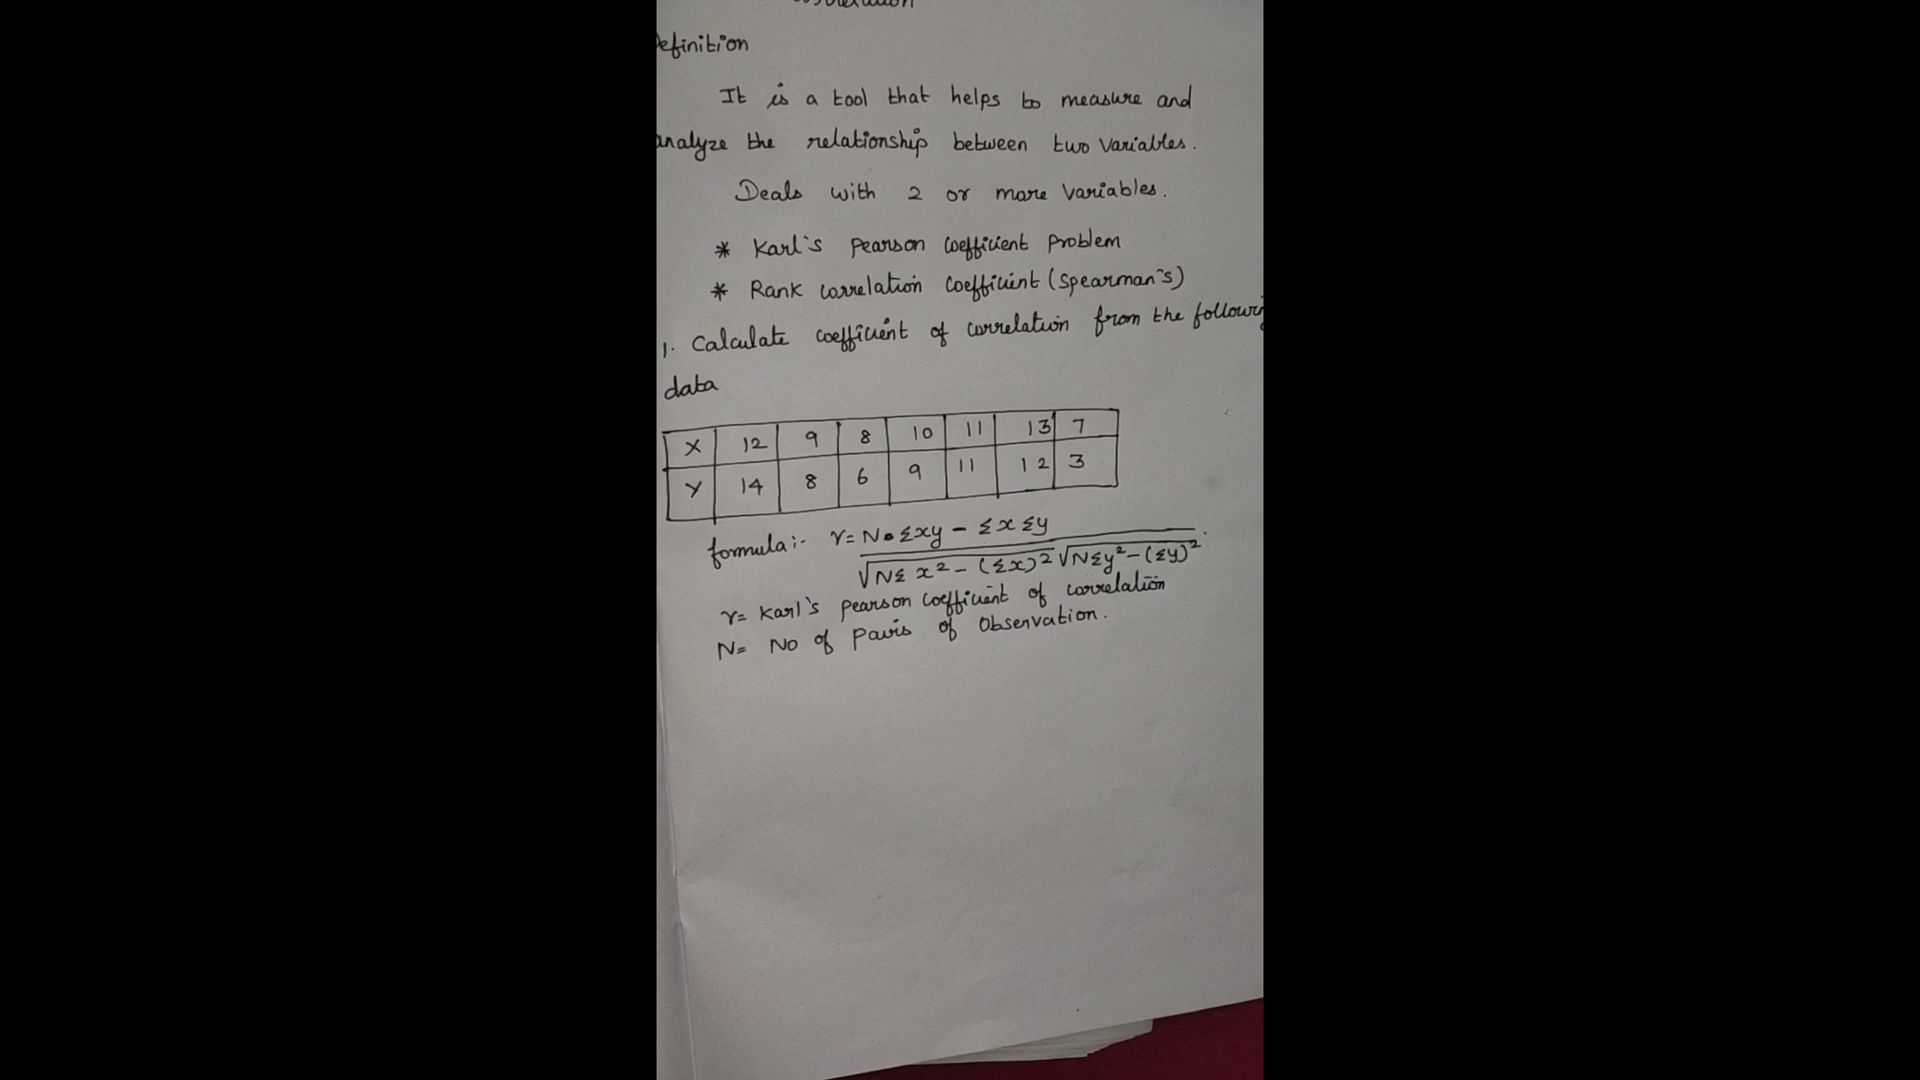 Definition
It is a tool that helps to measure and
analyze the relationship between two variables.
Deals with 2 or more variables.
* Karl's pearson coefficient problem
* Rank correlation coefficient (Spearman's)
1. Calculate coefficient of correlation from the following
data
X 12 9 8 10 11 13 7
Y 14 8 6 9 11 12 3
formula:- r= N•Σxy - Σx Σy
√NΣx² - (Σx)² √NΣy² - (Σy)².
r= Karl's pearson coefficient of correlation
N= No of pairs of observation.